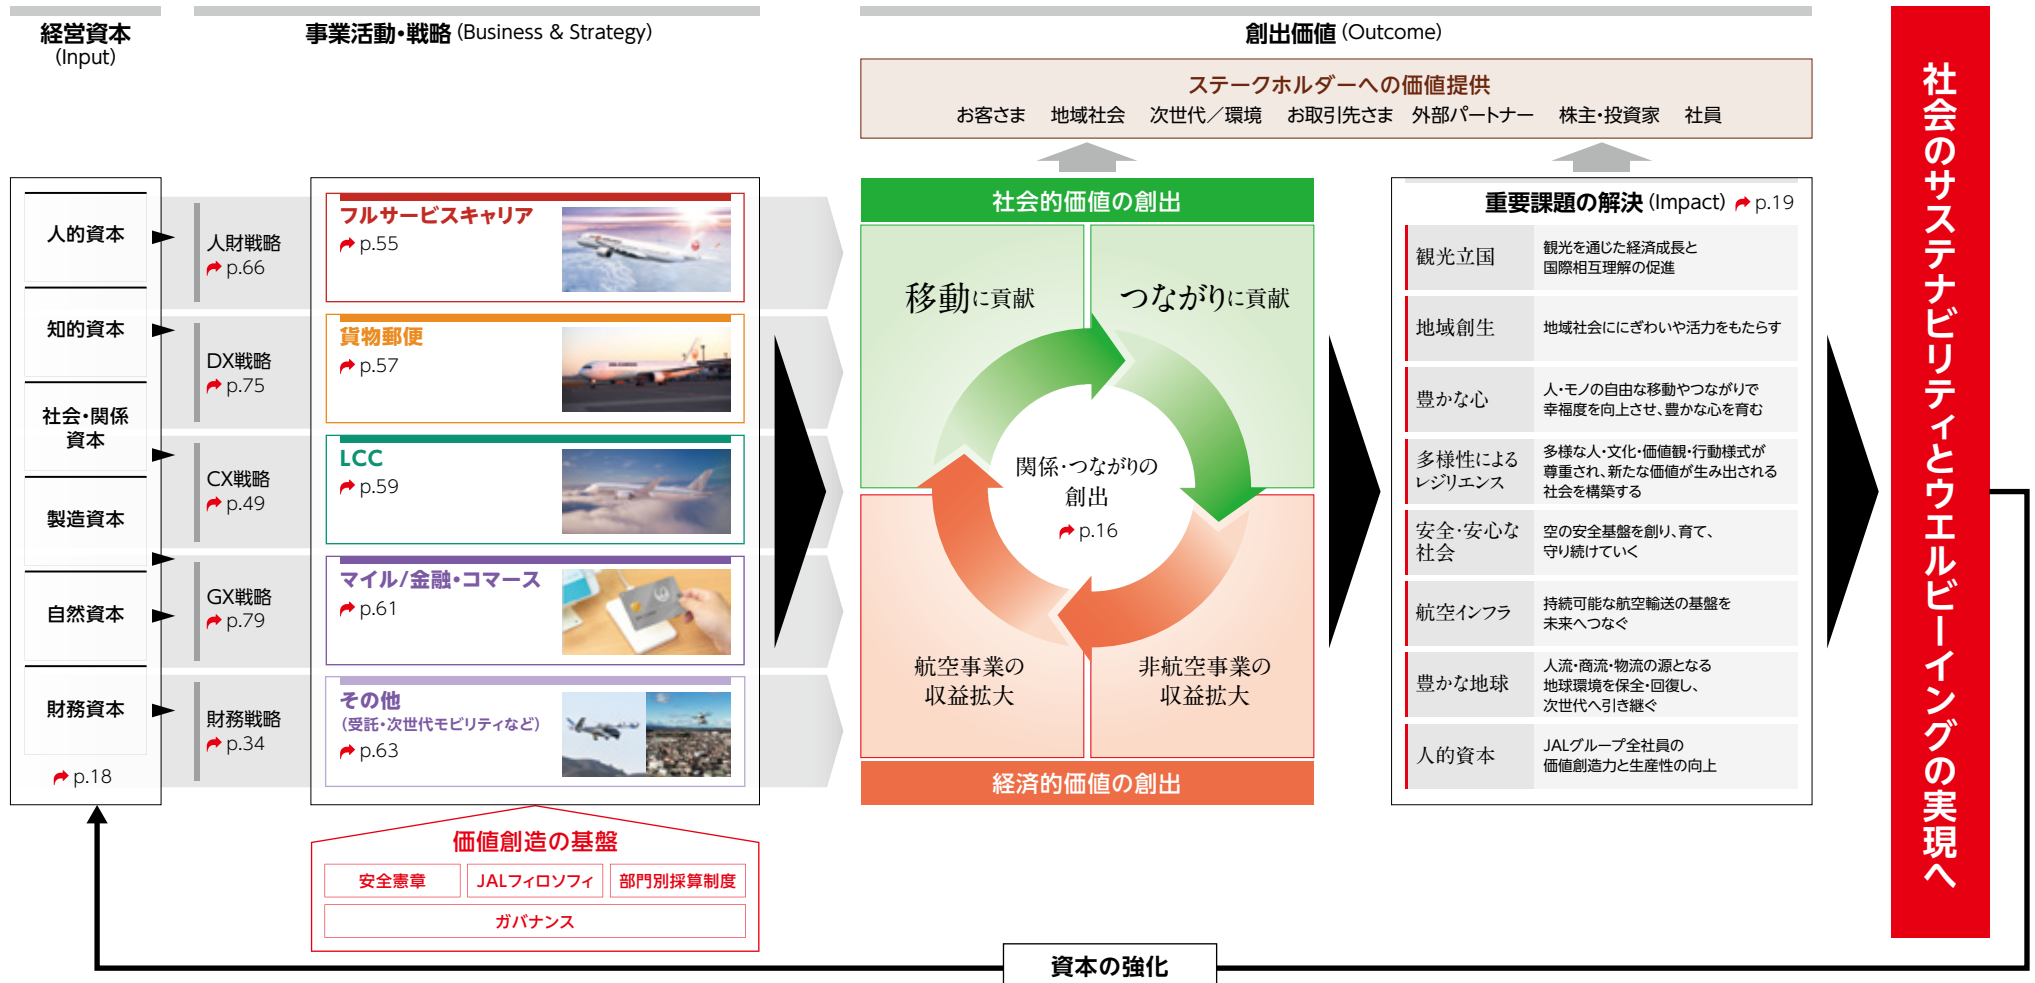 経営資本
(Input)
事業活動・戦略 (Business & Strategy)
創出価値 (Outcome)
ステークホルダーへの価値提供
お客さま 地域社会 次世代／環境 お取引先さま 外部パートナー 株主・投資家 社員
人的資本
知的資本
社会・関係
資本
製造資本
自然資本
財務資本
p.18
人財戦略
p.66
DX戦略
p.75
CX戦略
p.49
GX戦略
p.79
財務戦略
p.34
フルサービスキャリア
p.55
貨物郵便
p.57
LCC
p.59
マイル/金融・コマース
p.61
その他
(受託・次世代モビリティなど)
p.63
価値創造の基盤
安全憲章
JALフィロソフィ
部門別採算制度
ガバナンス
社会的価値の創出
移動に貢献
つながりに貢献
関係・つながりの
創出
p.16
航空事業の
収益拡大
非航空事業の
収益拡大
経済的価値の創出
重要課題の解決 (Impact) p.19
観光立国
観光を通じた経済成長と
国際相互理解の促進
地域創生
地域社会ににぎわいや活力をもたらす
豊かな心
人・モノの自由な移動やつながりで
幸福度を向上させ、豊かな心を育む
多様性による
レジリエンス
多様な人・文化・価値観・行動様式が
尊重され、新たな価値が生み出される
社会を構築する
安全・安心な
社会
空の安全基盤を創り、育て、
守り続けていく
航空インフラ
持続可能な航空輸送の基盤を
未来へつなぐ
豊かな地球
人流・商流・物流の源となる
地球環境を保全・回復し、
次世代へ引き継ぐ
人的資本
JALグループ全社員の
価値創造力と生産性の向上
社会のサステナビリティとウエルビーイングの実現へ
資本の強化